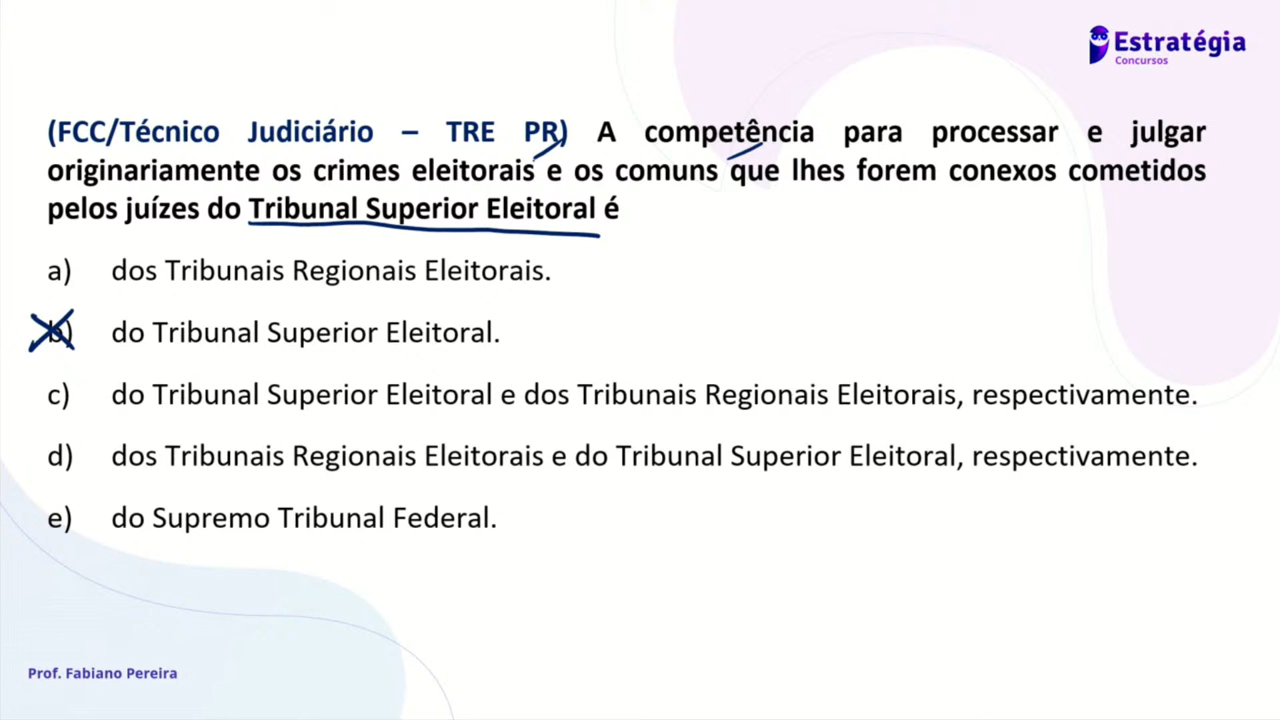 Estratégia
Concursos
(FCC/Técnico Judiciário – TRE PR) A competência para processar e julgar
originariamente os crimes eleitorais e os comuns que lhes forem conexos cometidos
pelos juízes do Tribunal Superior Eleitoral é
a) dos Tribunais Regionais Eleitorais.
b) do Tribunal Superior Eleitoral.
c) do Tribunal Superior Eleitoral e dos Tribunais Regionais Eleitorais, respectivamente.
d) dos Tribunais Regionais Eleitorais e do Tribunal Superior Eleitoral, respectivamente.
e) do Supremo Tribunal Federal.
Prof. Fabiano Pereira